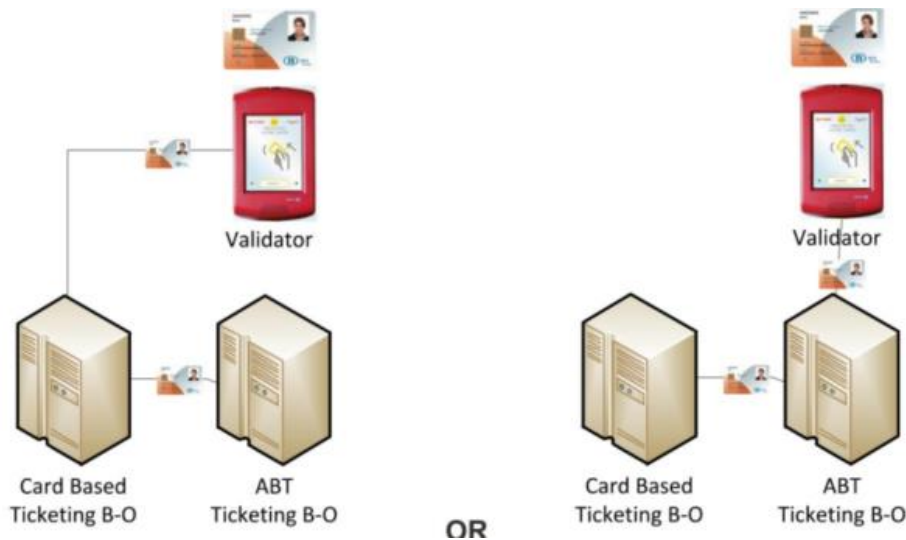 Validator
Validator
Card Based
Ticketing B-O
ABT
Ticketing B-O
OR
Card Based
Ticketing B-O
ABT
Ticketing B-O